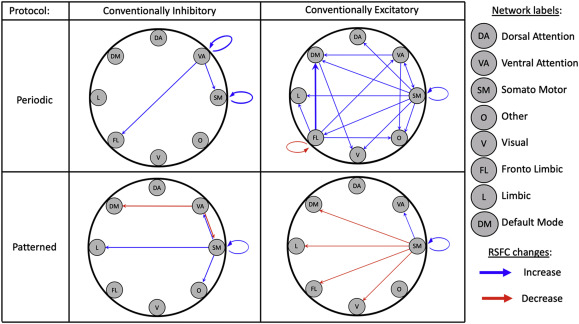 Protocol: Conventionally Inhibitory Conventionally Excitatory Network labels:
Periodic
DA
DM VA
L SM
FL O
V
DA
DM VA
L SM
FL O
V
DA Dorsal Attention
VA Ventral Attention
SM Somato Motor
O Other
V Visual
FL Fronto Limbic
L Limbic
DM Default Mode
Patterned
DA
DM VA
L SM
FL O
V
DA
DM VA
L SM
FL O
V
RSFC changes:
Increase
Decrease